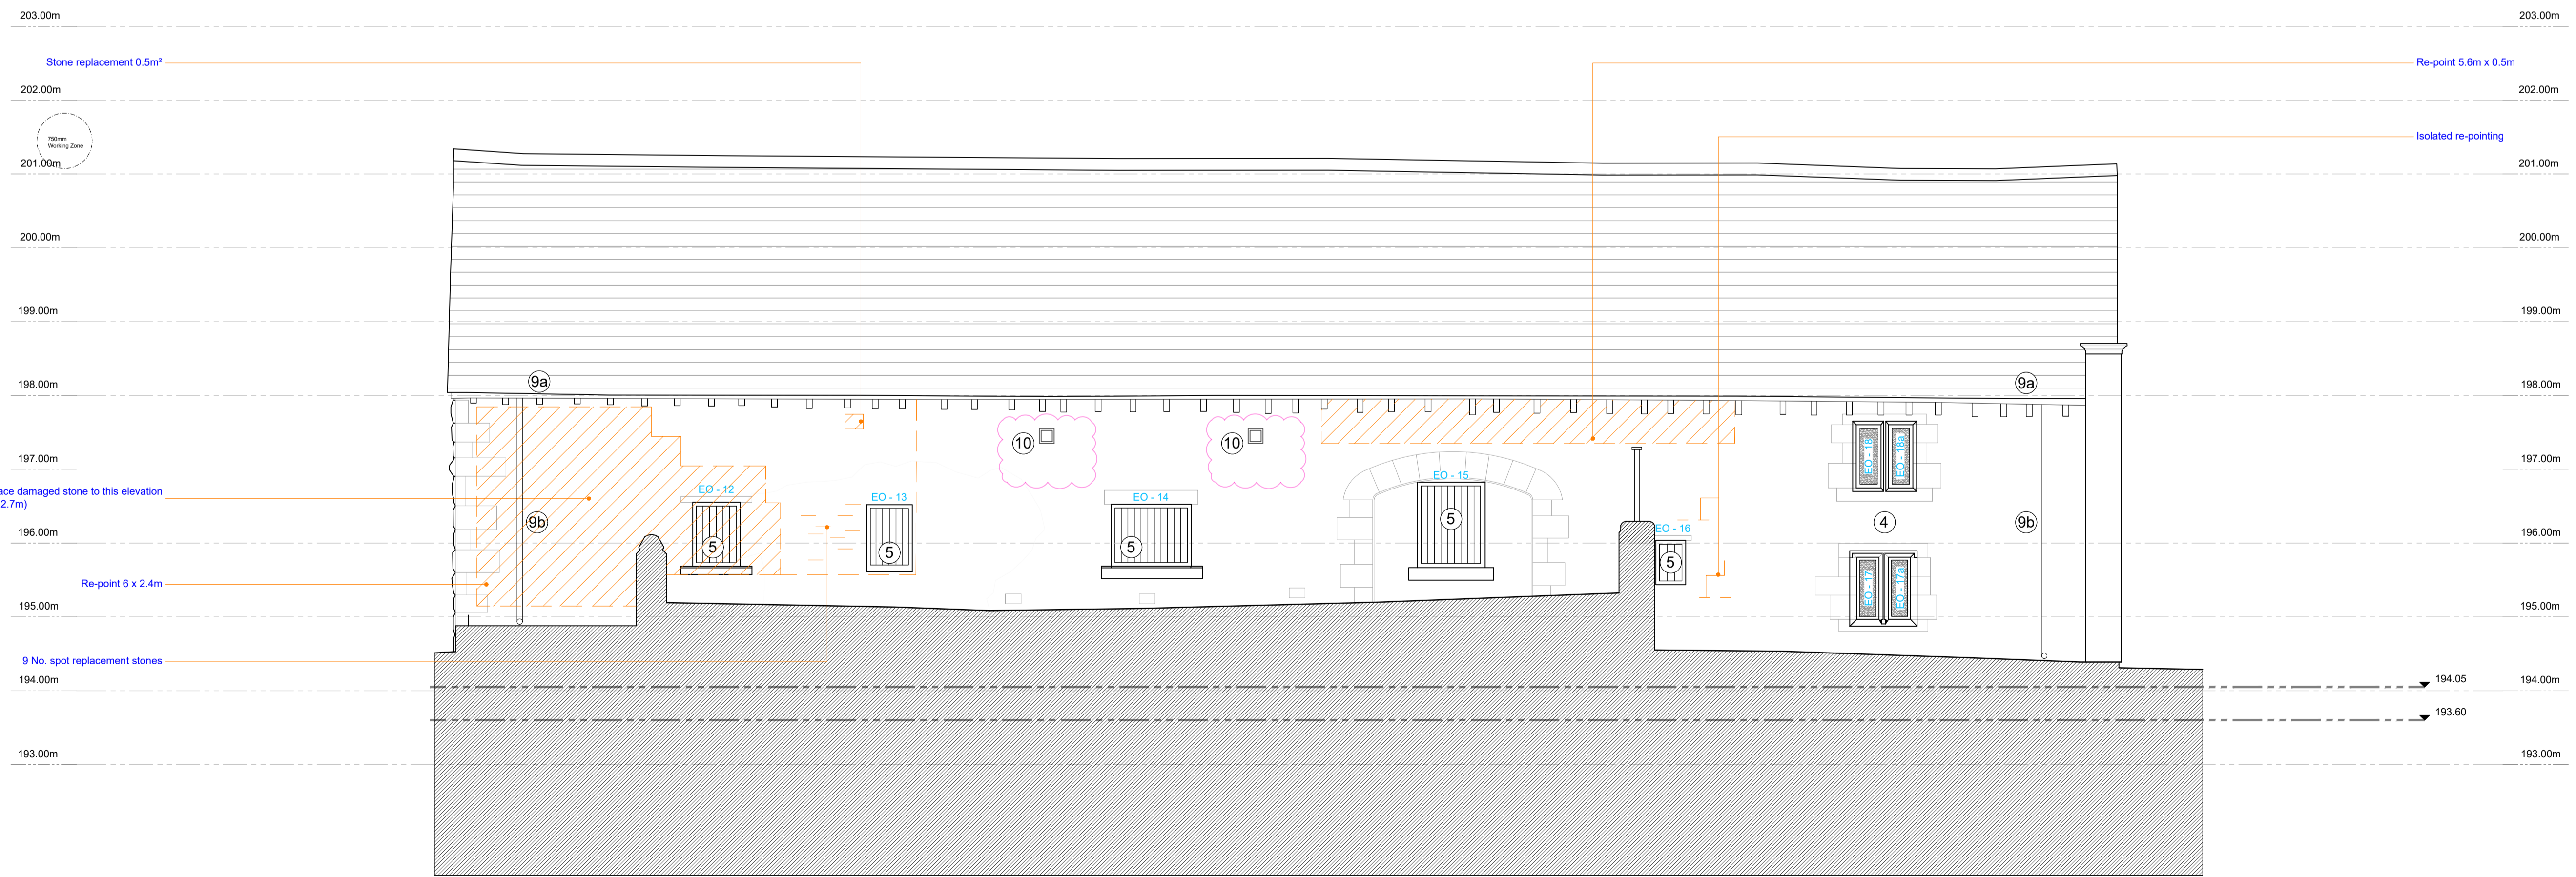 203.00m
203.00m
Stone replacement 0.5m²
Re-point 5.6m x 0.5m
202.00m
202.00m
750mm
Working Zone
Isolated re-pointing
201.00m
201.00m
200.00m
200.00m
199.00m
199.00m
198.00m
9a
9a
198.00m
10
10
EO - 18
EO - 18a
197.00m
197.00m
damaged stone to this elevation
2.7m)
EO - 12
EO - 13
EO - 14
EO - 15
9b
5
5
5
5
EO - 16
5
4
9b
196.00m
196.00m
Re-point 6 x 2.4m
EO - 17
EO - 17a
195.00m
195.00m
9 No. spot replacement stones
194.00m
194.05
194.00m
193.60
193.00m
193.00m